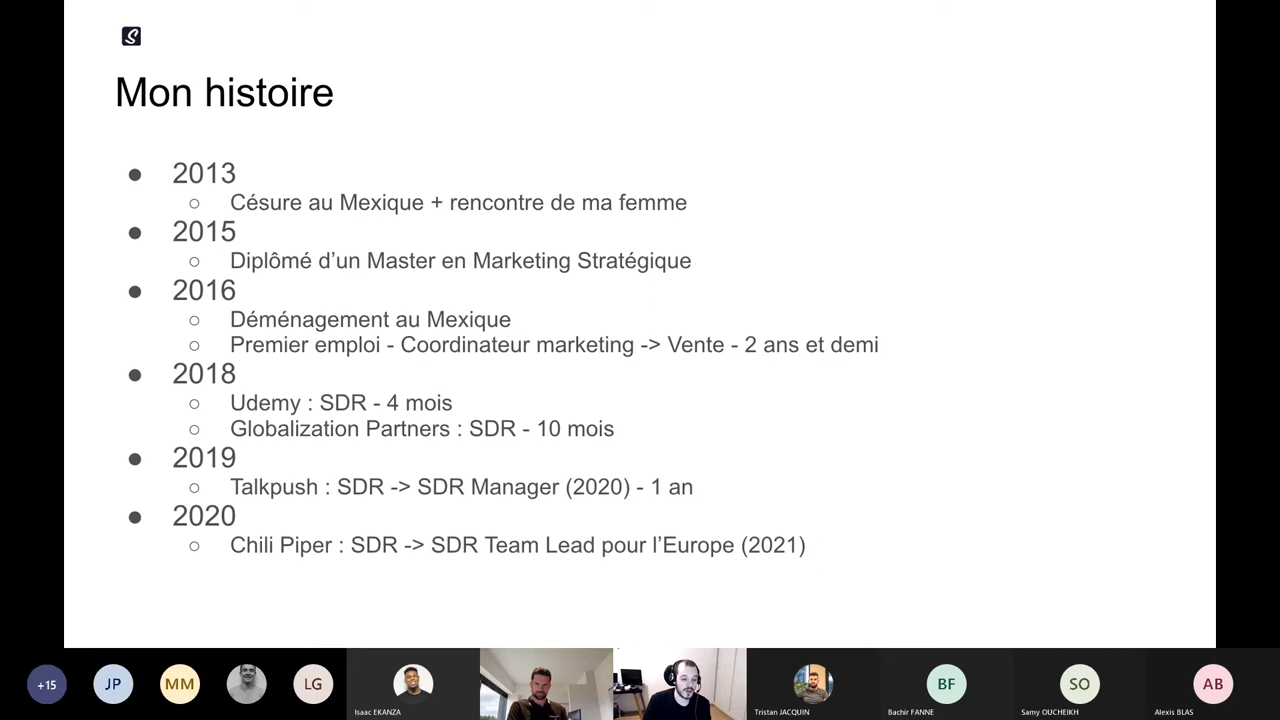 S
Mon histoire
● 2013
○ Césure au Mexique + rencontre de ma femme
● 2015
○ Diplômé d’un Master en Marketing Stratégique
● 2016
○ Déménagement au Mexique
○ Premier emploi - Coordinateur marketing -> Vente - 2 ans et demi
● 2018
○ Udemy : SDR - 4 mois
○ Globalization Partners : SDR - 10 mois
● 2019
○ Talkpush : SDR -> SDR Manager (2020) - 1 an
● 2020
○ Chili Piper : SDR -> SDR Team Lead pour l’Europe (2021)
+15
JP
MM
LG
Isaac EKANZA
Tristan JACQUIN
BF
Bachir FANNE
SO
Samy OUCHEIKH
AB
Alexis BLAS